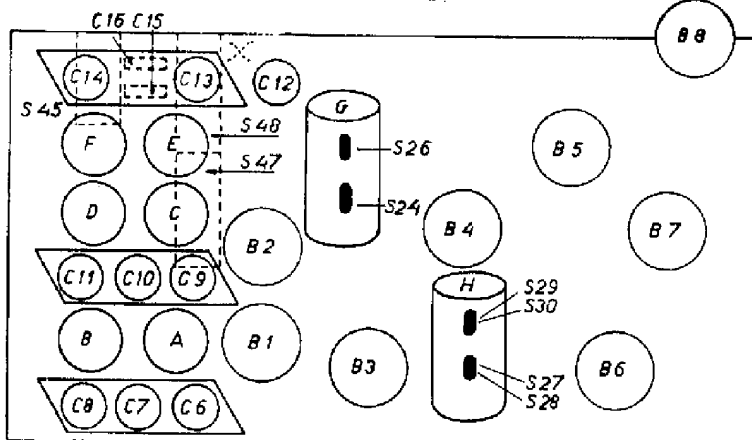 C16 C15
B8
C14 C13 C12
S45
G
F E S48
S26
B5
S47
D C
S24
B4
B7
B2
C11 C10 C9
H
S29
S30
B A
B1
B3
B6
S27
S28
C8 C7 C6